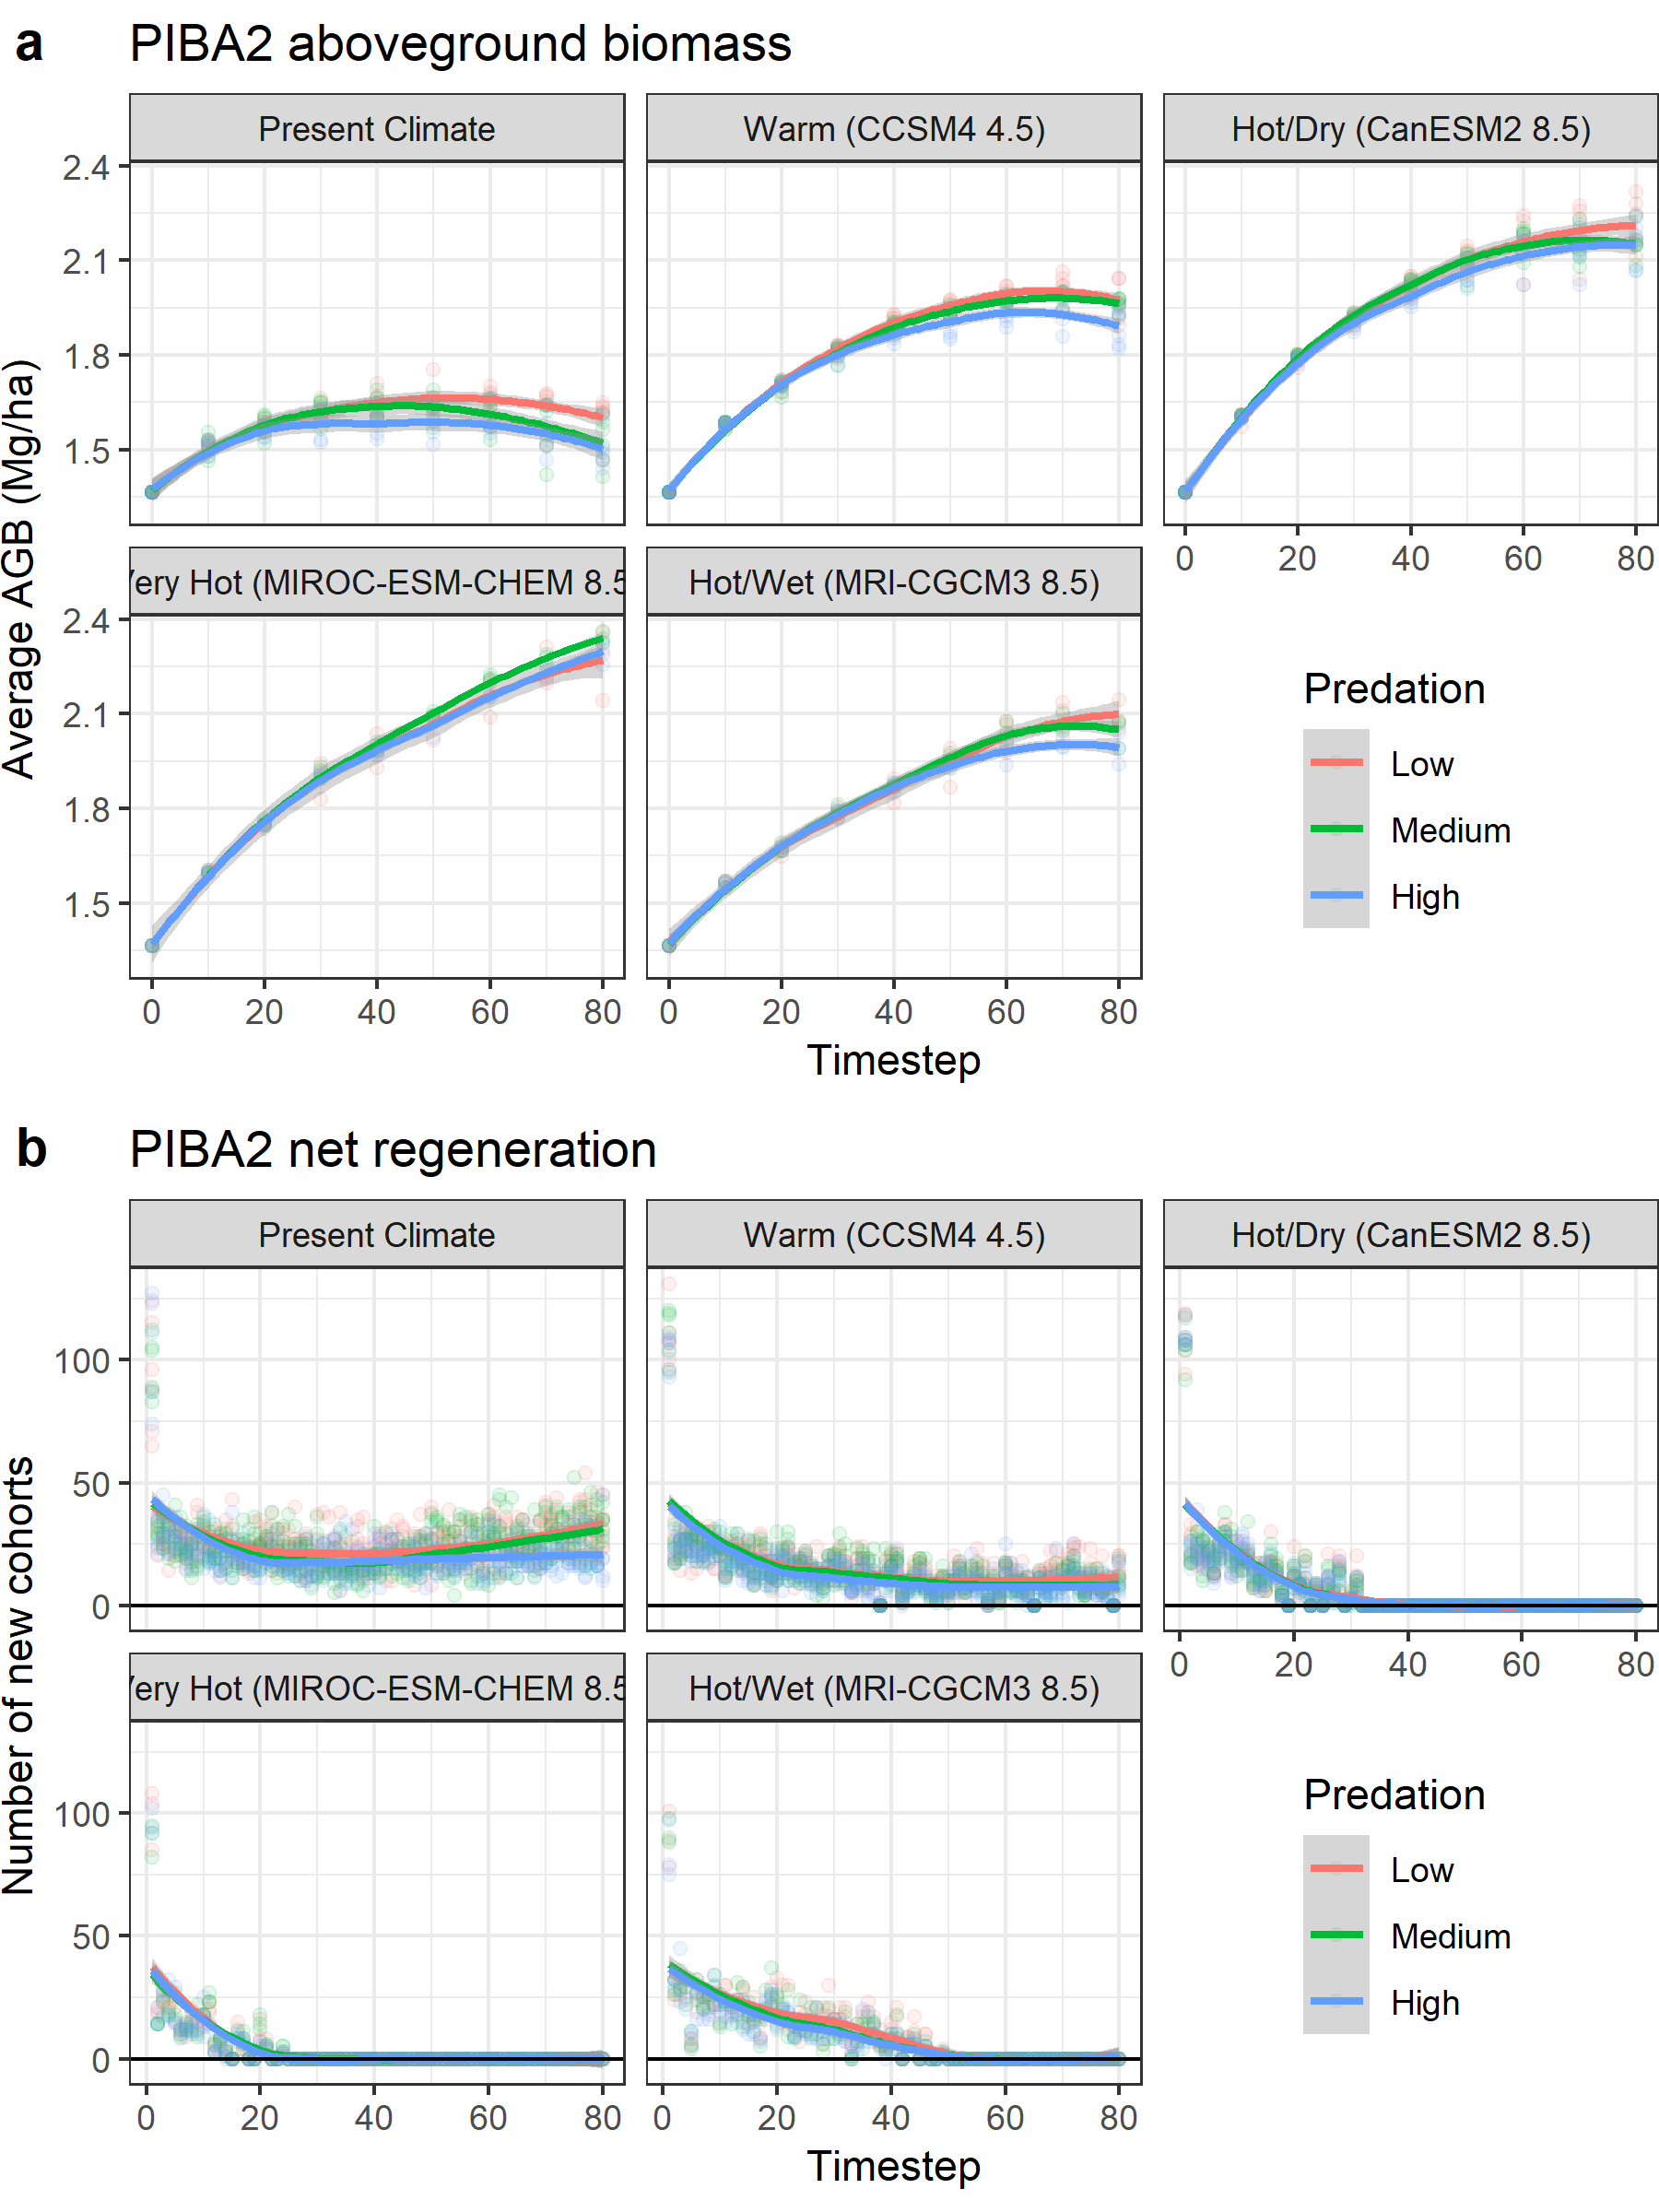 a PIBA2 aboveground biomass
Present Climate
Warm (CCSM4 4.5)
Hot/Dry (CanESM2 8.5)
2.4
2.1
1.8
1.5
0 20 40 60 80
Average AGB (Mg/ha)
ery Hot (MIROC-ESM-CHEM 8.5
Hot/Wet (MRI-CGCM3 8.5)
2.4
2.1
1.8
1.5
0 20 40 60 80
0 20 40 60 80
Timestep
Predation
Low
Medium
High
b PIBA2 net regeneration
Present Climate
Warm (CCSM4 4.5)
Hot/Dry (CanESM2 8.5)
100
50
0
0 20 40 60 80
Number of new cohorts
ery Hot (MIROC-ESM-CHEM 8.5
Hot/Wet (MRI-CGCM3 8.5)
100
50
0
0 20 40 60 80
0 20 40 60 80
Timestep
Predation
Low
Medium
High